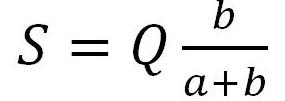 S = Q b/(a+b)